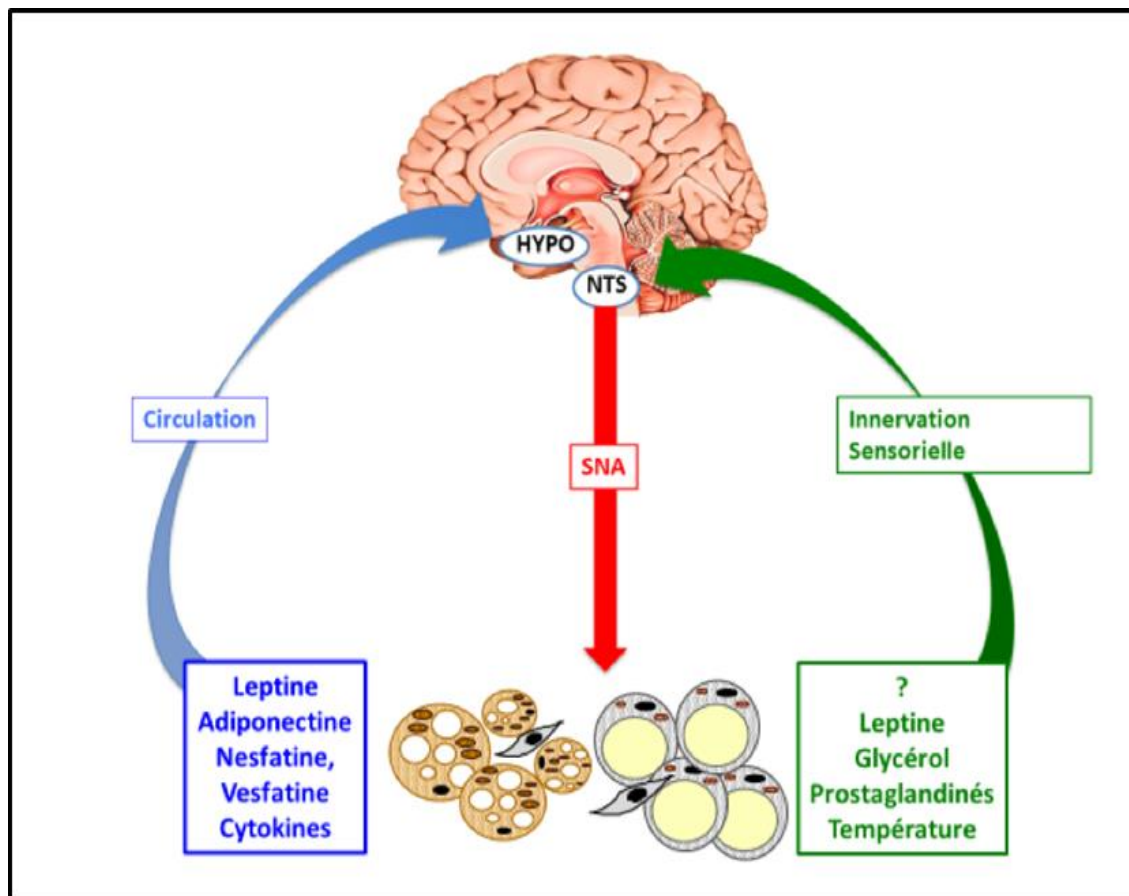 HYPO
NTS
Circulation
SNA
Innervation
Sensorielle
Leptine
Adiponectine
Nesfatine,
Vesfatine
Cytokines
?
Leptine
Glycérol
Prostaglandinés
Température